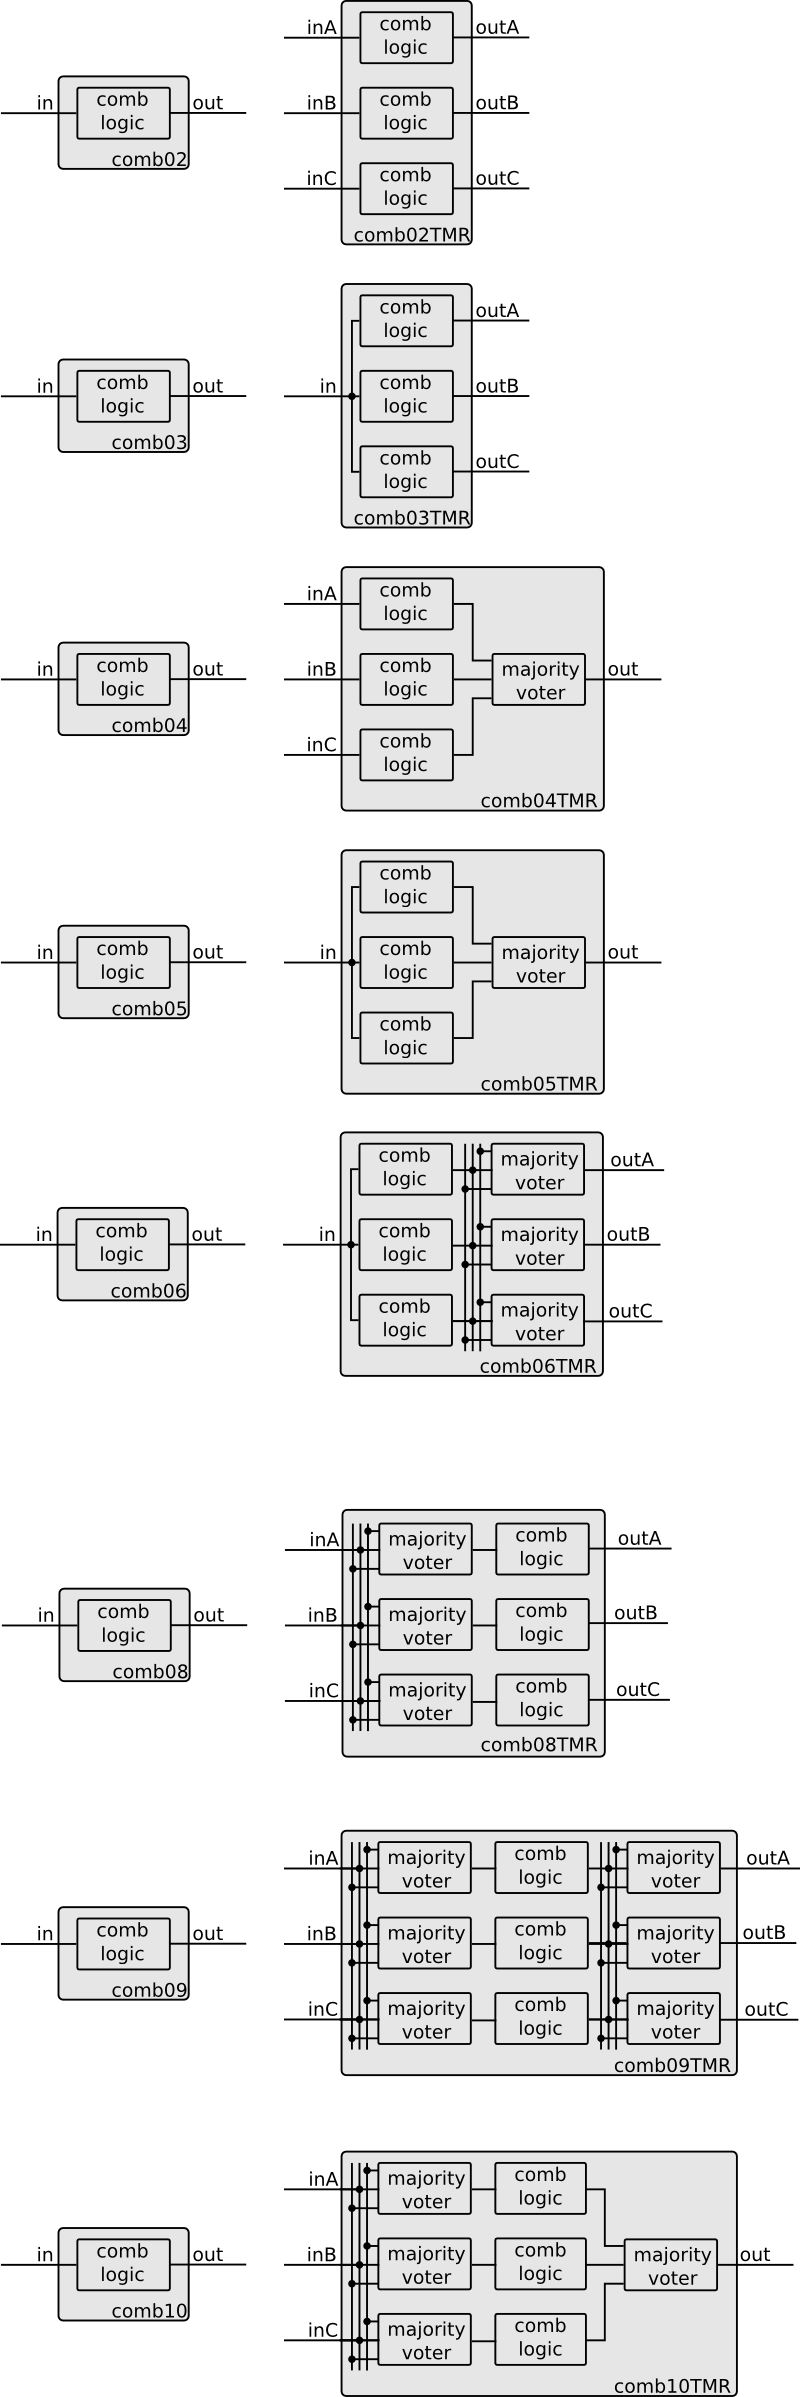 in
comb
logic
out
comb02
inA
comb
logic
outA
inB
comb
logic
outB
inC
comb
logic
outC
comb02TMR
in
comb
logic
out
comb03
in
comb
logic
outA
comb
logic
outB
comb
logic
outC
comb03TMR
in
comb
logic
out
comb04
inA
comb
logic
inB
comb
logic
inC
comb
logic
majority
voter
out
comb04TMR
in
comb
logic
out
comb05
in
comb
logic
comb
logic
comb
logic
majority
voter
out
comb05TMR
in
comb
logic
out
comb06
in
comb
logic
majority
voter
outA
comb
logic
majority
voter
outB
comb
logic
majority
voter
outC
comb06TMR
in
comb
logic
out
comb08
inA
majority
voter
comb
logic
outA
inB
majority
voter
comb
logic
outB
inC
majority
voter
comb
logic
outC
comb08TMR
in
comb
logic
out
comb09
inA
majority
voter
comb
logic
majority
voter
outA
inB
majority
voter
comb
logic
majority
voter
outB
inC
majority
voter
comb
logic
majority
voter
outC
comb09TMR
in
comb
logic
out
comb10
inA
majority
voter
comb
logic
inB
majority
voter
comb
logic
inC
majority
voter
comb
logic
majority
voter
out
comb10TMR